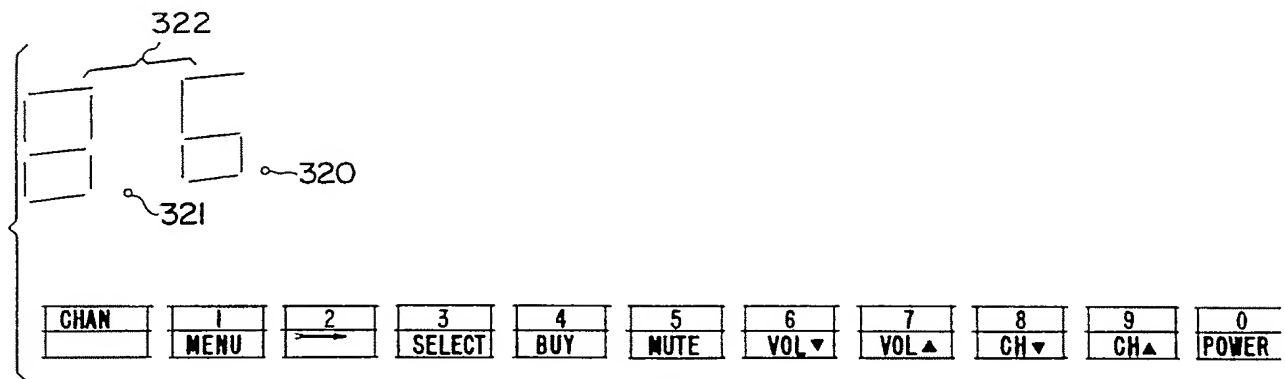 322
86
320
321
CHAN 1 2 3 4 5 6 7 8 9 0
MENU → SELECT BUY MUTE VOL▼ VOL▲ CH▼ CH▲ POWER